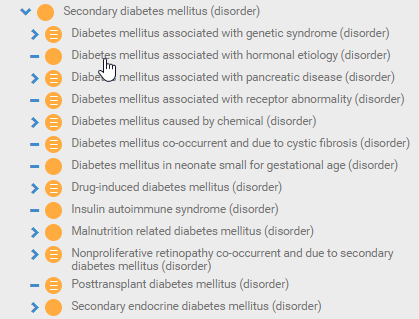 Secondary diabetes mellitus (disorder)
Diabetes mellitus associated with genetic syndrome (disorder)
Diabetes mellitus associated with hormonal etiology (disorder)
Diabetes mellitus associated with pancreatic disease (disorder)
Diabetes mellitus associated with receptor abnormality (disorder)
Diabetes mellitus caused by chemical (disorder)
Diabetes mellitus co-occurrent and due to cystic fibrosis (disorder)
Diabetes mellitus in neonate small for gestational age (disorder)
Drug-induced diabetes mellitus (disorder)
Insulin autoimmune syndrome (disorder)
Malnutrition related diabetes mellitus (disorder)
Nonproliferative retinopathy co-occurrent and due to secondary
diabetes mellitus (disorder)
Posttransplant diabetes mellitus (disorder)
Secondary endocrine diabetes mellitus (disorder)